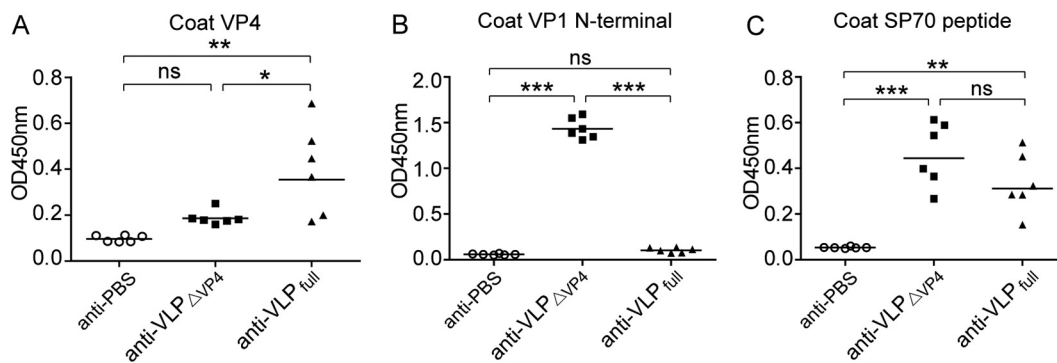 A
Coat VP4
**
ns
*
OD450nm
0.8
0.6
0.4
0.2
0.0
anti-PBS
anti-VLP△VP4
anti-VLP full
B
Coat VP1 N-terminal
ns
***
***
OD450nm
2.0
1.5
1.0
0.5
0.0
anti-PBS
anti-VLP△VP4
anti-VLP full
C
Coat SP70 peptide
**
***
ns
OD450nm
0.8
0.6
0.4
0.2
0.0
anti-PBS
anti-VLP△VP4
anti-VLP full